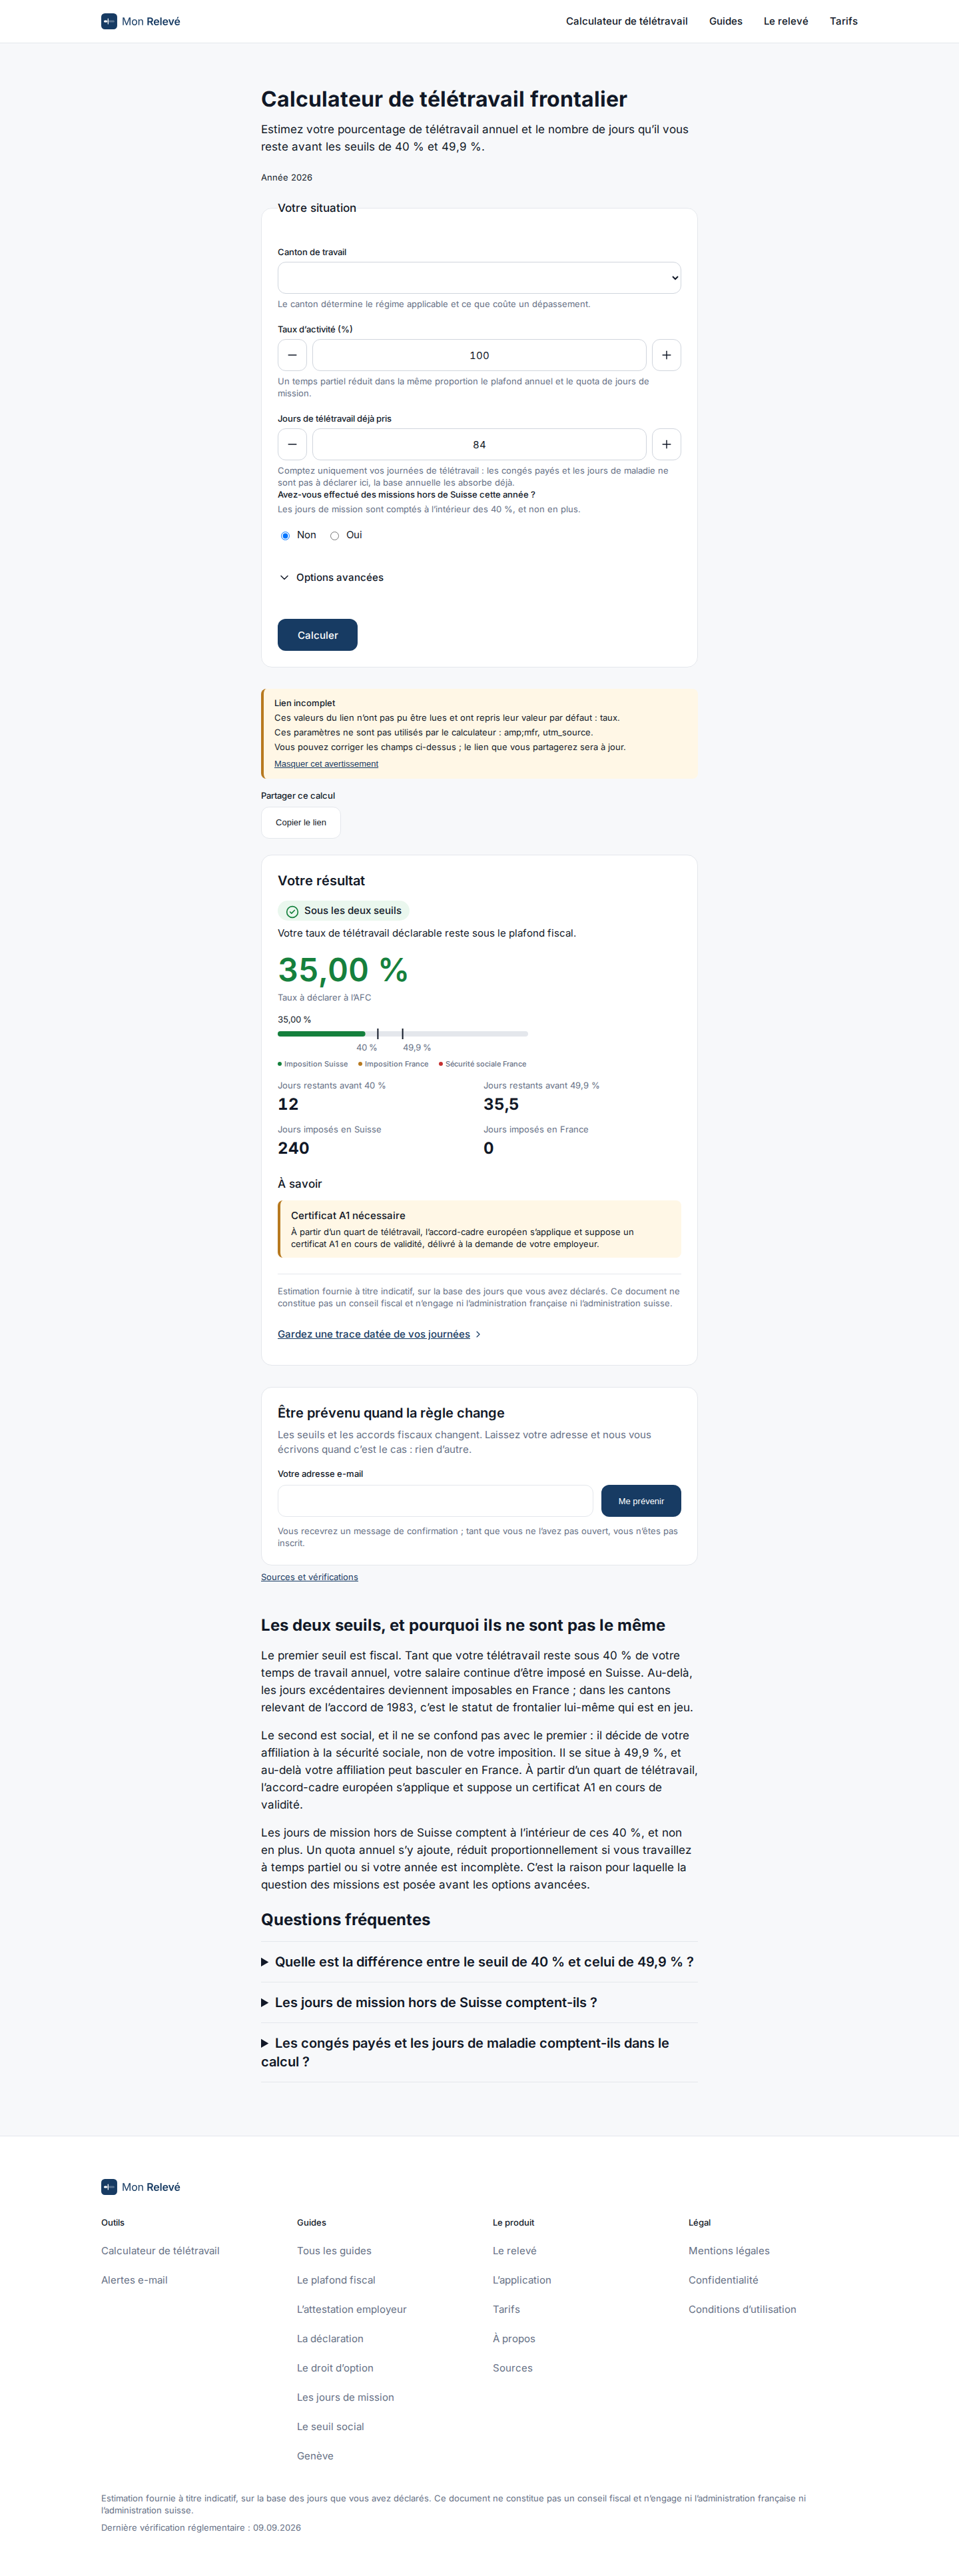 Mon Relevé
Calculateur de télétravail
Guides
Le relevé
Tarifs
Calculateur de télétravail frontalier
Estimez votre pourcentage de télétravail annuel et le nombre de jours qu’il vous
reste avant les seuils de 40 % et 49,9 %.
Année 2026
Votre situation
Canton de travail
Le canton détermine le régime applicable et ce que coûte un dépassement.
Taux d’activité (%)
100
Un temps partiel réduit dans la même proportion le plafond annuel et le quota de jours de
mission.
Jours de télétravail déjà pris
84
Comptez uniquement vos journées de télétravail : les congés payés et les jours de maladie ne
sont pas à déclarer ici, la base annuelle les absorbe déjà.
Avez-vous effectué des missions hors de Suisse cette année ?
Les jours de mission sont comptés à l’intérieur des 40 %, et non en plus.
Non
Oui
Options avancées
Calculer
Lien incomplet
Ces valeurs du lien n’ont pas pu être lues et ont repris leur valeur par défaut : taux.
Ces paramètres ne sont pas utilisés par le calculateur : amp;mfr, utm_source.
Vous pouvez corriger les champs ci-dessus ; le lien que vous partagerez sera à jour.
Masquer cet avertissement
Partager ce calcul
Copier le lien
Votre résultat
Sous les deux seuils
Votre taux de télétravail déclarable reste sous le plafond fiscal.
35,00 %
Taux à déclarer à l’AFC
35,00 %
40 %
49,9 %
Imposition Suisse
Imposition France
Sécurité sociale France
Jours restants avant 40 %
12
Jours restants avant 49,9 %
35,5
Jours imposés en Suisse
240
Jours imposés en France
0
À savoir
Certificat A1 nécessaire
À partir d’un quart de télétravail, l’accord-cadre européen s’applique et suppose un
certificat A1 en cours de validité, délivré à la demande de votre employeur.
Estimation fournie à titre indicatif, sur la base des jours que vous avez déclarés. Ce document ne
constitue pas un conseil fiscal et n’engage ni l’administration française ni l’administration suisse.
Gardez une trace datée de vos journées
Être prévenu quand la règle change
Les seuils et les accords fiscaux changent. Laissez votre adresse et nous vous
écrivons quand c’est le cas : rien d’autre.
Votre adresse e-mail
Me prévenir
Vous recevrez un message de confirmation ; tant que vous ne l’avez pas ouvert, vous n’êtes pas
inscrit.
Sources et vérifications
Les deux seuils, et pourquoi ils ne sont pas le même
Le premier seuil est fiscal. Tant que votre télétravail reste sous 40 % de votre
temps de travail annuel, votre salaire continue d’être imposé en Suisse. Au-delà,
les jours excédentaires deviennent imposables en France ; dans les cantons
relevant de l’accord de 1983, c’est le statut de frontalier lui-même qui est en jeu.
Le second est social, et il ne se confond pas avec le premier : il décide de votre
affiliation à la sécurité sociale, non de votre imposition. Il se situe à 49,9 %, et
au-delà votre affiliation peut basculer en France. À partir d’un quart de télétravail,
l’accord-cadre européen s’applique et suppose un certificat A1 en cours de
validité.
Les jours de mission hors de Suisse comptent à l’intérieur de ces 40 %, et non
en plus. Un quota annuel s’y ajoute, réduit proportionnellement si vous travaillez
à temps partiel ou si votre année est incomplète. C’est la raison pour laquelle la
question des missions est posée avant les options avancées.
Questions fréquentes
Quelle est la différence entre le seuil de 40 % et celui de 49,9 % ?
Les jours de mission hors de Suisse comptent-ils ?
Les congés payés et les jours de maladie comptent-ils dans le
calcul ?
Mon Relevé
Outils
Calculateur de télétravail
Alertes e-mail
Guides
Tous les guides
Le plafond fiscal
L’attestation employeur
La déclaration
Le droit d’option
Les jours de mission
Le seuil social
Genève
Le produit
Le relevé
L’application
Tarifs
À propos
Sources
Légal
Mentions légales
Confidentialité
Conditions d’utilisation
Estimation fournie à titre indicatif, sur la base des jours que vous avez déclarés. Ce document ne constitue pas un conseil fiscal et n’engage ni l’administration française ni
l’administration suisse.
Dernière vérification réglementaire : 09.09.2026